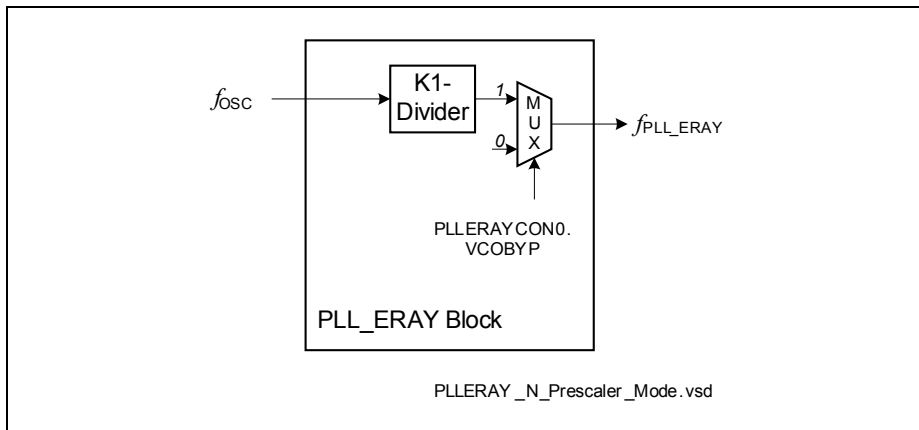 K1-
Divider
fOSC
1
0
M
U
X
fPLL_ERAY
PLLERAYCON0.
VCOBYP
PLL_ERAY Block
PLLERAY_N_Prescaler_Mode.vsd